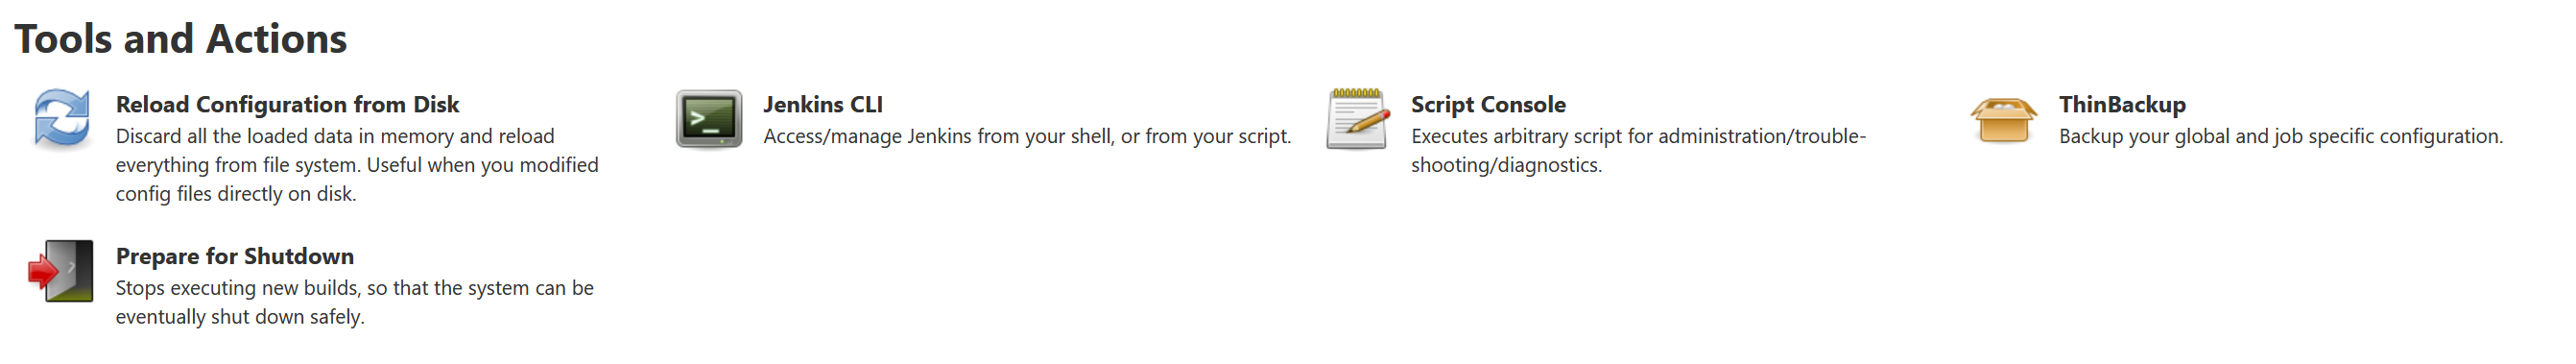 Tools and Actions
Reload Configuration from Disk
Discard all the loaded data in memory and reload
everything from file system. Useful when you modified
config files directly on disk.
>_
Jenkins CLI
Access/manage Jenkins from your shell, or from your script.
Script Console
Executes arbitrary script for administration/trouble-
shooting/diagnostics.
ThinBackup
Backup your global and job specific configuration.
Prepare for Shutdown
Stops executing new builds, so that the system can be
eventually shut down safely.